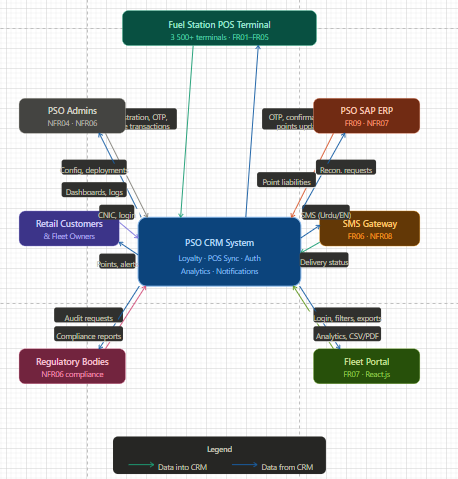 Fuel Station POS Terminal
3 500+ terminals · FR01–FR05
PSO Admins
NFR04 · NFR06
stration, OTP,
transactions
OTP, confirma
points upd
PSO SAP ERP
FR09 · NFR07
Config, deployment
Recon. requests
Dashboards, logs
Point liabilities
CNIC, login
SMS (Urdu/EN)
Retail Customers
& Fleet Owners
PSO CRM System
Loyalty · POS Sync · Auth
Analytics · Notifications
SMS Gateway
FR06 · NFR08
Points, alert
Delivery status
Audit requests
Login, filters, exports
Compliance reports
Analytics, CSV/PDF
Regulatory Bodies
NFR06 compliance
Fleet Portal
FR07 · React.js
Legend
Data into CRM
Data from CRM